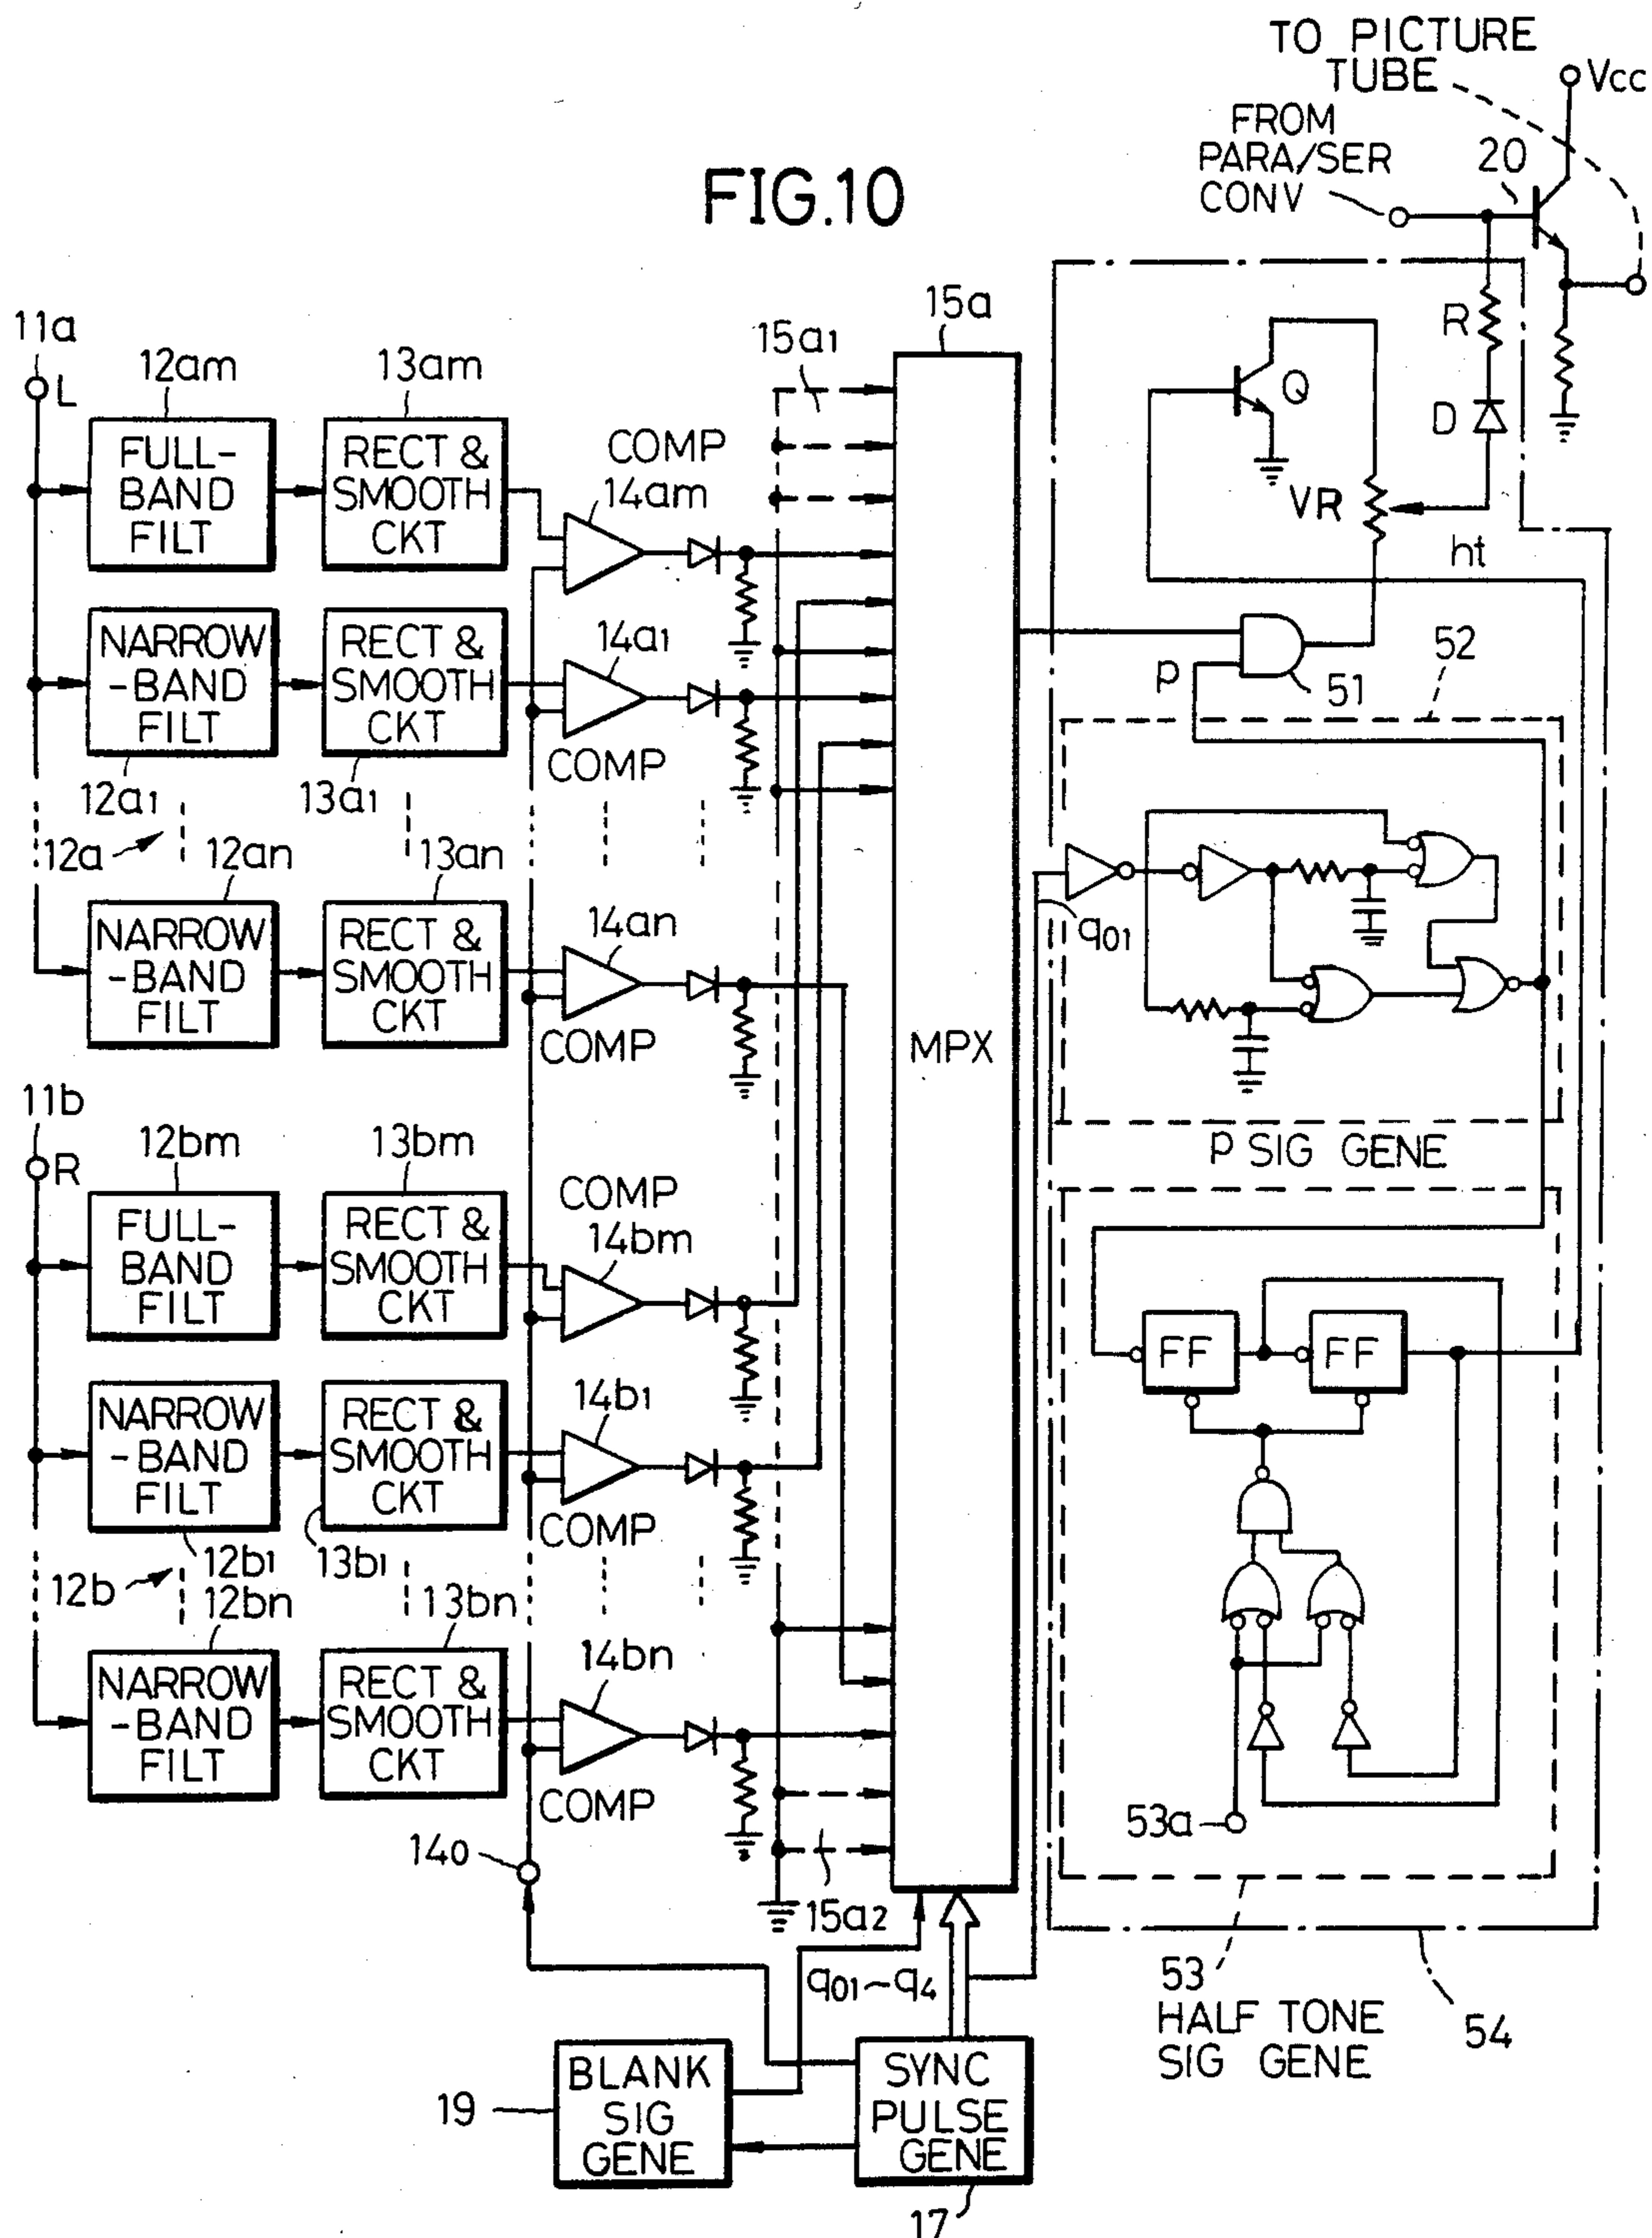 FIG.10
TO PICTURE
TUBE
Vcc
FROM
PARA/SER
CONV
20
R
D
Q
VR
ht
11a
L
12am
FULL-
BAND
FILT
13am
RECT &
SMOOTH
CKT
COMP
14am
15a1
15a
NARROW
-BAND
FILT
12a1
RECT &
SMOOTH
CKT
13a1
14a1
COMP
12a
12an
NARROW
-BAND
FILT
13an
RECT &
SMOOTH
CKT
14an
COMP
MPX
p
51
52
q01
p SIG GENE
11b
R
12bm
FULL-
BAND
FILT
13bm
RECT &
SMOOTH
CKT
COMP
14bm
NARROW
-BAND
FILT
12b1
RECT &
SMOOTH
CKT
13b1
14b1
COMP
12b
12bn
NARROW
-BAND
FILT
13bn
RECT &
SMOOTH
CKT
14bn
COMP
FF
FF
53a
140
15a2
q01~q4
53
HALF TONE
SIG GENE
54
19
BLANK
SIG
GENE
SYNC
PULSE
GENE
17